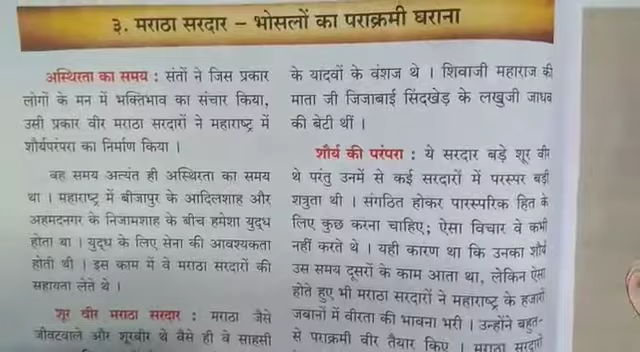 ३. मराठा सरदार – भोसलों का पराक्रमी घराना
अस्थिरता का समय : संतों ने जिस प्रकार
लोगों के मन में भक्तिभाव का संचार किया,
उसी प्रकार वीर मराठा सरदारों ने महाराष्ट्र में
शौर्यपरंपरा का निर्माण किया ।
वह समय अत्यंत ही अस्थिरता का समय
था । महाराष्ट्र में बीजापुर के आदिलशाह और
अहमदनगर के निजामशाह के बीच हमेशा युद्ध
होता था । युद्ध के लिए सेना की आवश्यकता
होती थी । इस काम में वे मराठा सरदारों की
सहायता लेते थे ।
शूर वीर मराठा सरदार : मराठा जैसे
जीवटवाले और शूरवीर थे वैसे ही वे साहसी
के यादवों के वंशज थे । शिवाजी महाराज की
माता जी जिजाबाई सिंदखेड़ के लखुजी जाधव
की बेटी थीं ।
शौर्य की परंपरा : ये सरदार बड़े शूर वीर
थे परंतु उनमें से कई सरदारों में परस्पर बड़ी
शत्रुता थी । संगठित होकर पारस्परिक हित के
लिए कुछ करना चाहिए; ऐसा विचार वे कभी
नहीं करते थे । यही कारण था कि उनका शौर्य
उस समय दूसरों के काम आता था, लेकिन ऐसा
होते हुए भी मराठा सरदारों ने महाराष्ट्र के हजारों
जवानों में वीरता की भावना भरी । उन्होंने बहुत-
से पराक्रमी वीर तैयार किए । मराठा सरदारों